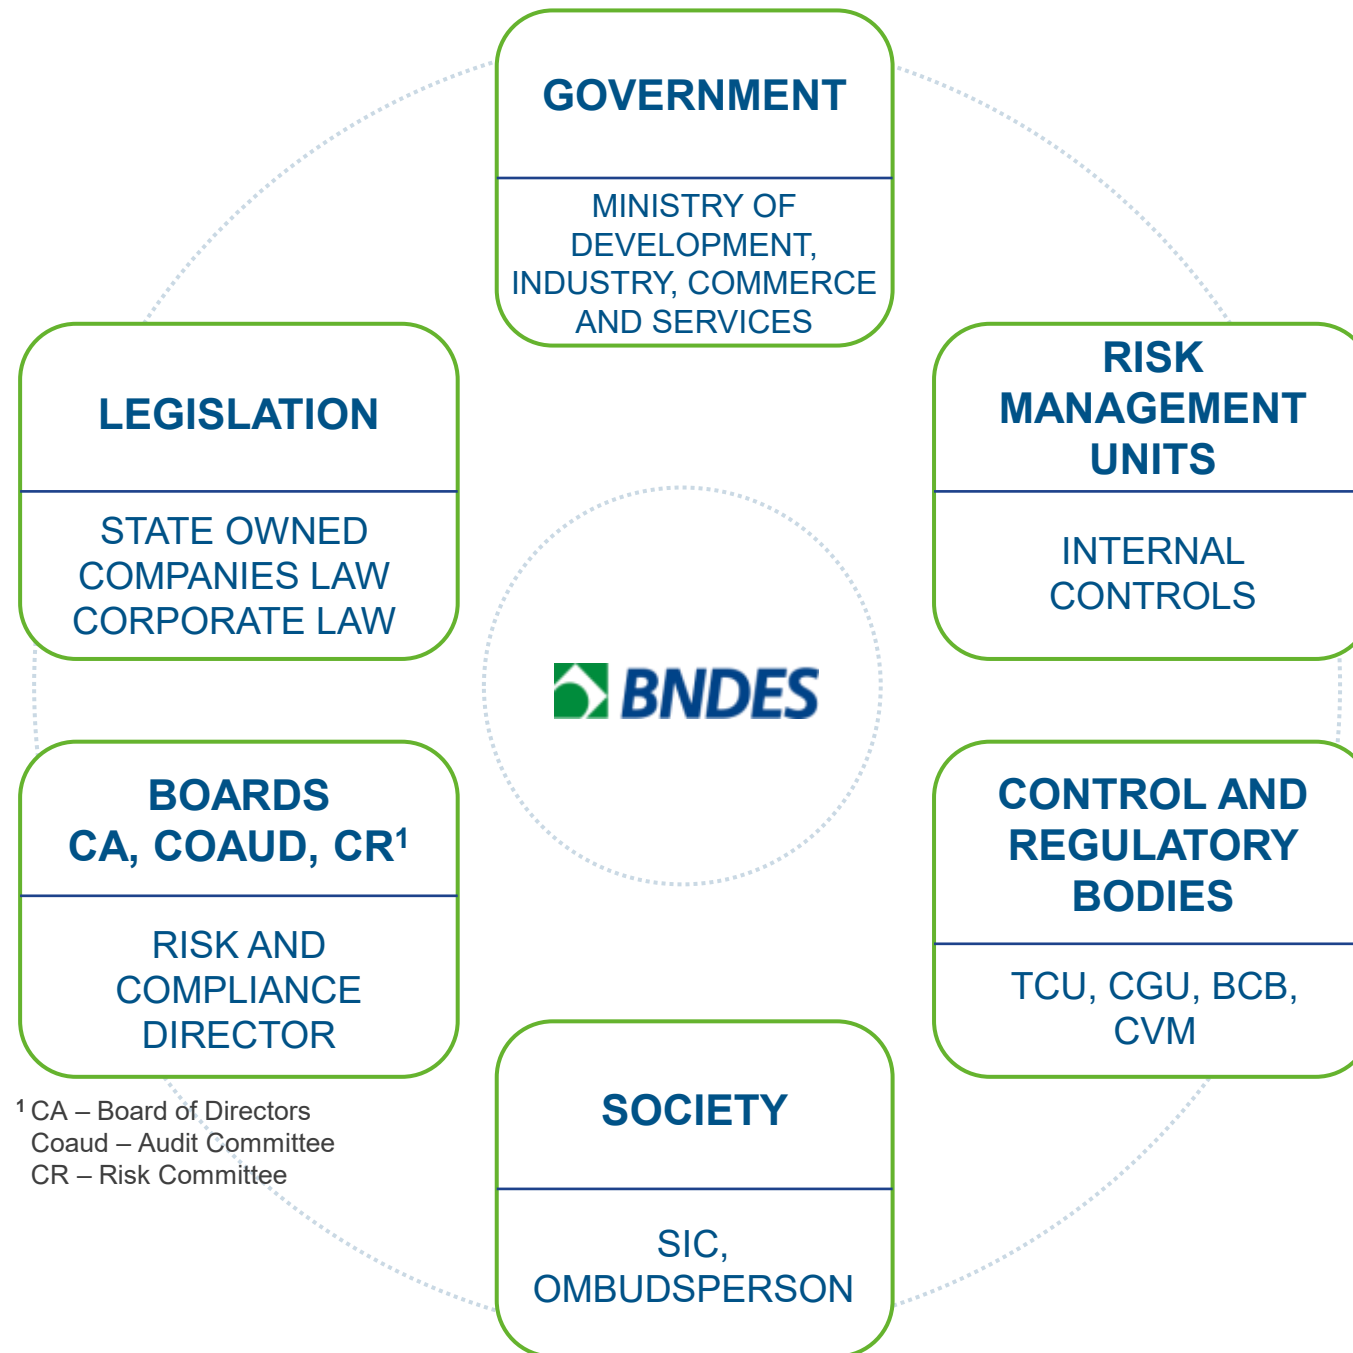 GOVERNMENT
MINISTRY OF
DEVELOPMENT,
INDUSTRY, COMMERCE
AND SERVICES
LEGISLATION
STATE OWNED
COMPANIES LAW
CORPORATE LAW
RISK
MANAGEMENT
UNITS
INTERNAL
CONTROLS
BNDES
BOARDS
CA, COAUD, CR¹
RISK AND
COMPLIANCE
DIRECTOR
CONTROL AND
REGULATORY
BODIES
TCU, CGU, BCB,
CVM
¹ CA – Board of Directors
Coaud – Audit Committee
CR – Risk Committee
SOCIETY
SIC,
OMBUDSPERSON